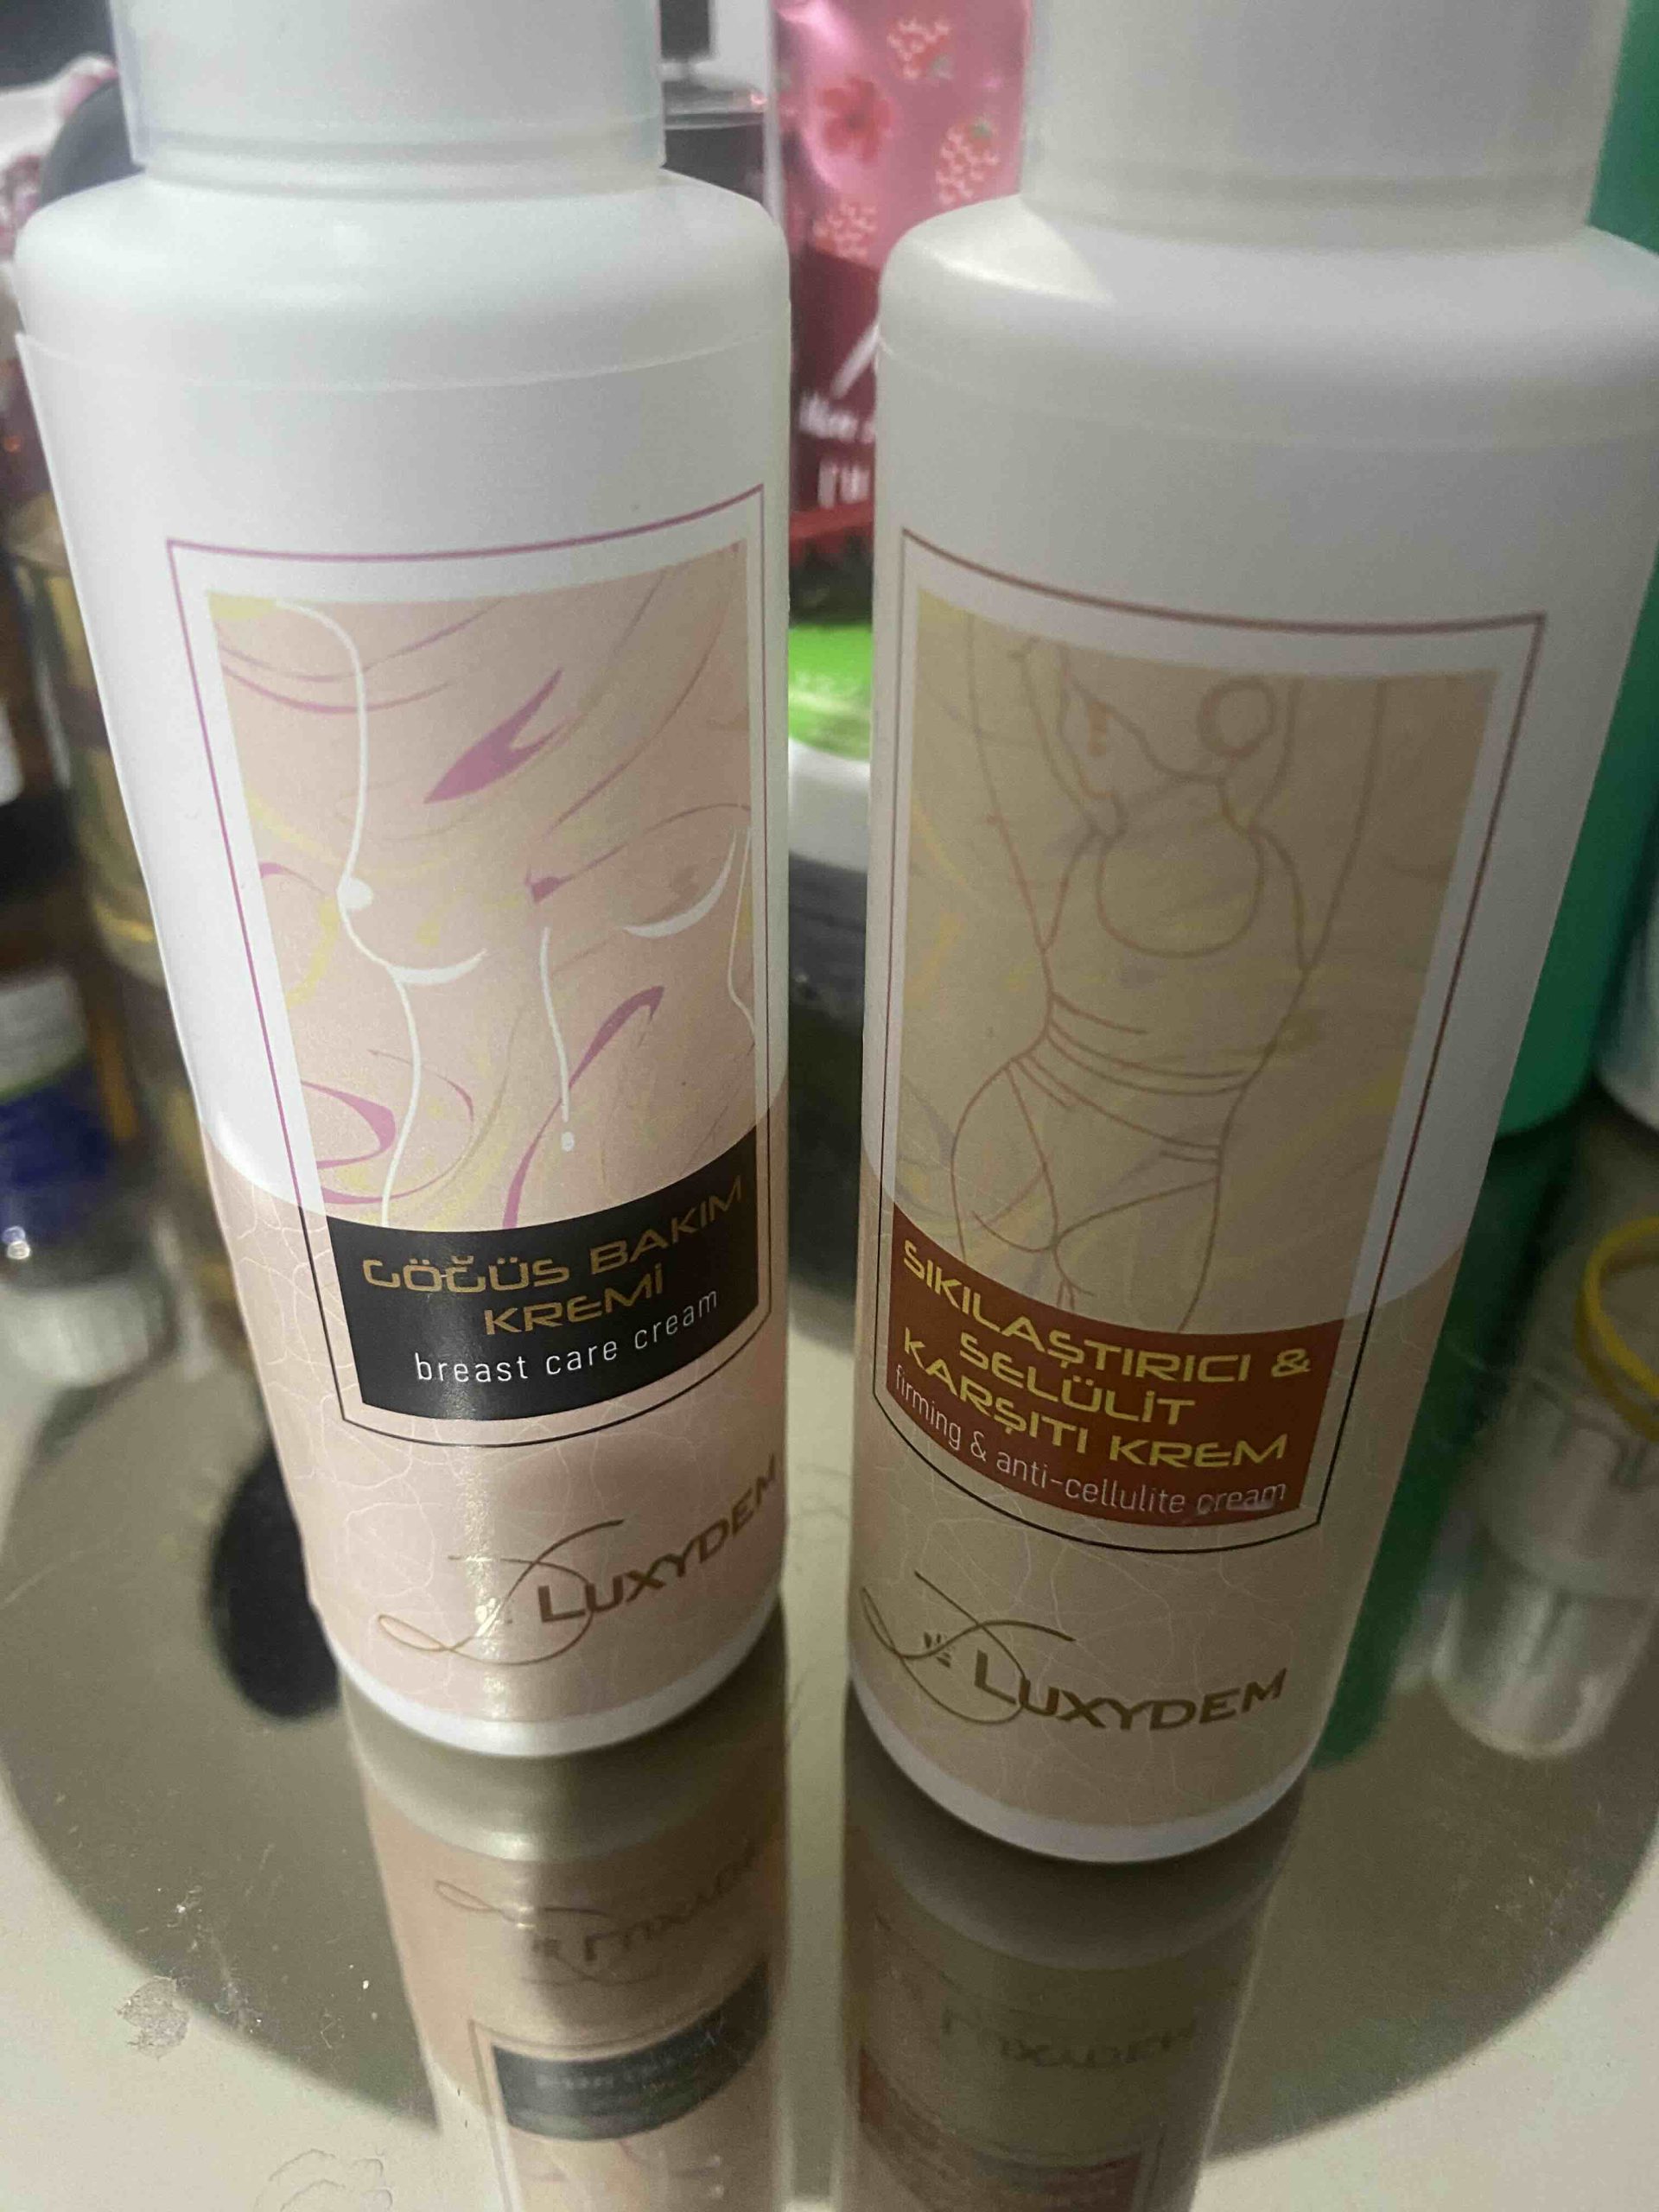 GÖĞÜS BAKIM
KREMİ
breast care cream
LUXYDEM
SIKILAŞTIRICI &
SELÜLİT
KARŞITI KREM
firming & anti-cellulite cream
LUXYDEM